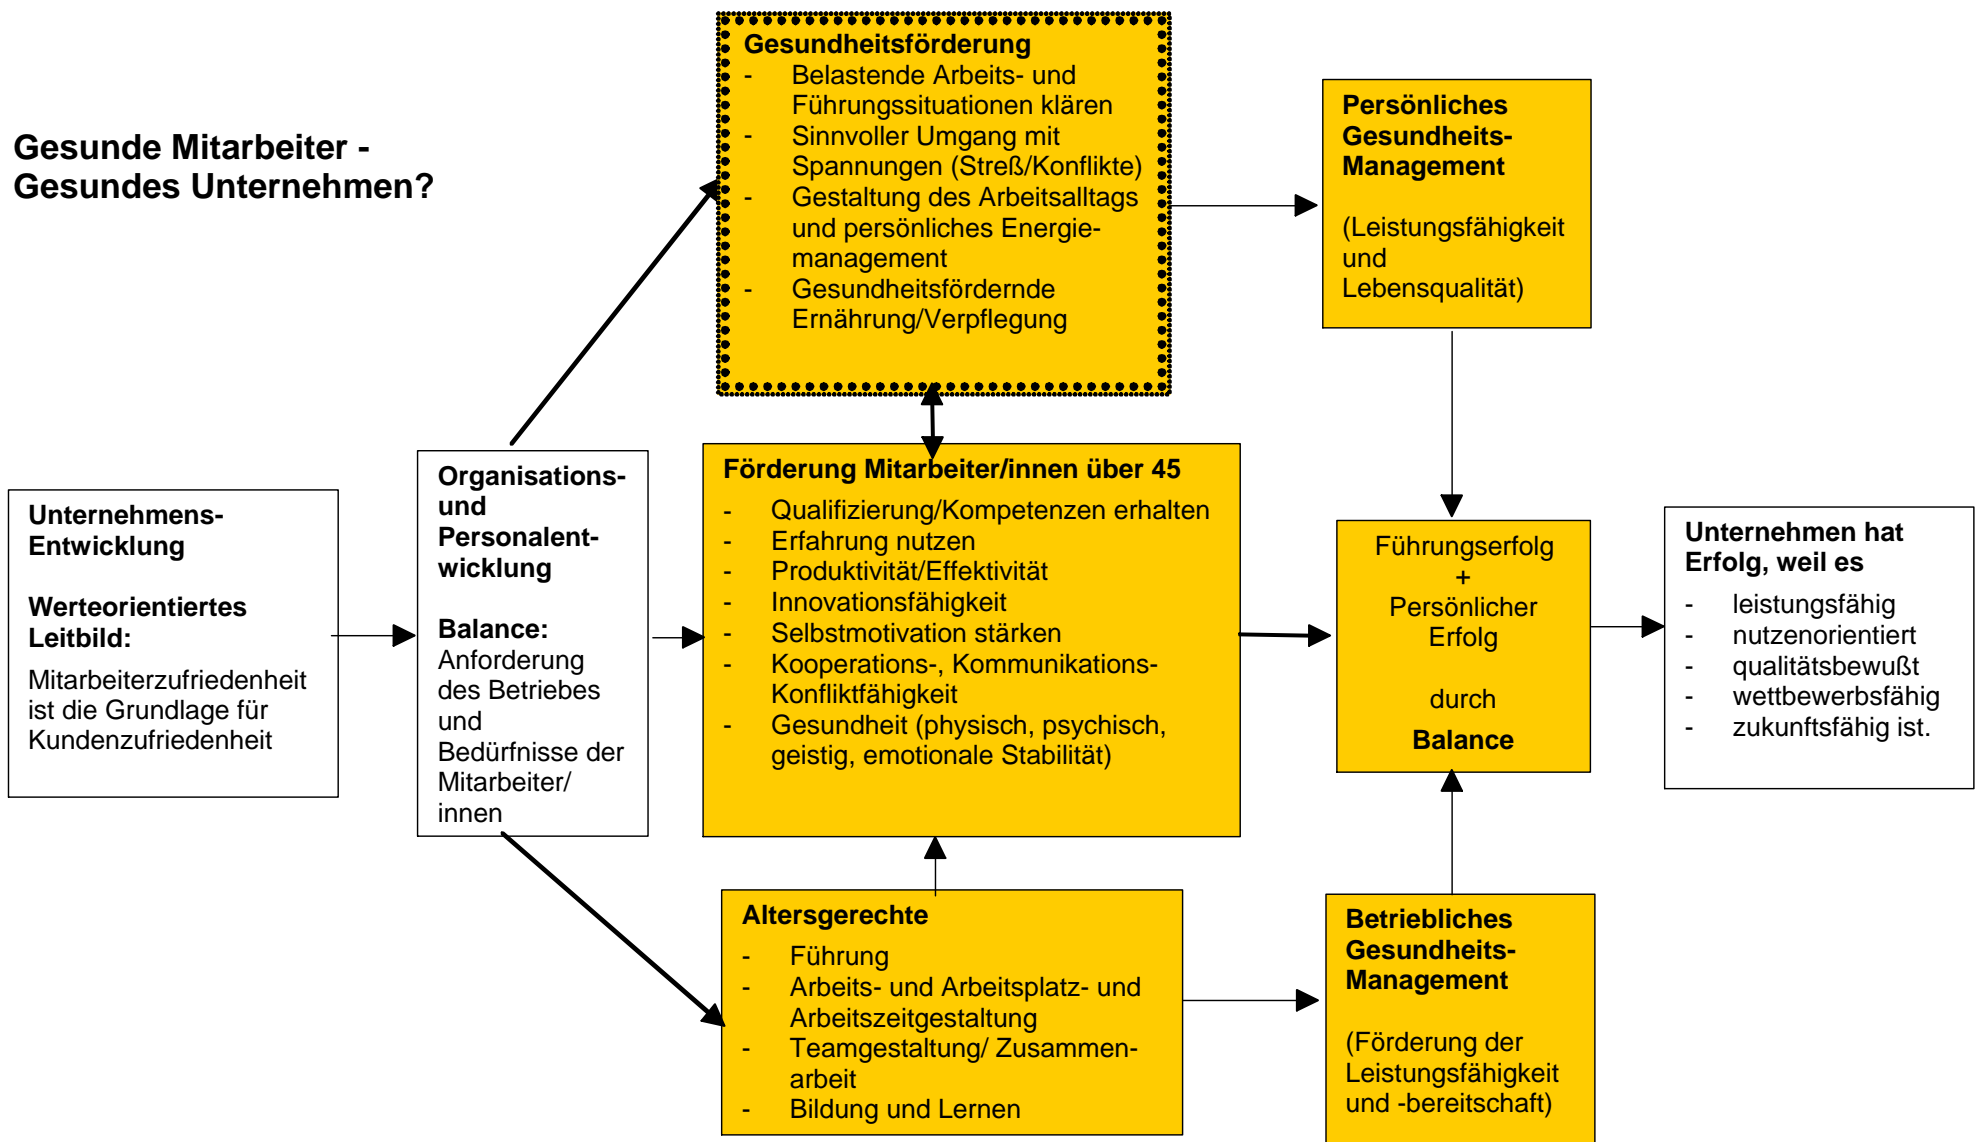 Gesunde Mitarbeiter -
Gesundes Unternehmen?
Gesundheitsförderung
- Belastende Arbeits- und
Führungssituationen klären
- Sinnvoller Umgang mit
Spannungen (Streß/Konflikte)
- Gestaltung des Arbeitsalltags
und persönliches Energie-
management
- Gesundheitsfördernde
Ernährung/Verpflegung
Persönliches
Gesundheits-
Management
(Leistungsfähigkeit
und
Lebensqualität)
Unternehmens-
Entwicklung
Werteorientiertes
Leitbild:
Mitarbeiterzufriedenheit
ist die Grundlage für
Kundenzufriedenheit
Organisations-
und
Personalent-
wicklung
Balance:
Anforderung
des Betriebes
und
Bedürfnisse der
Mitarbeiter/
innen
Förderung Mitarbeiter/innen über 45
- Qualifizierung/Kompetenzen erhalten
- Erfahrung nutzen
- Produktivität/Effektivität
- Innovationsfähigkeit
- Selbstmotivation stärken
- Kooperations-, Kommunikations-
Konfliktfähigkeit
- Gesundheit (physisch, psychisch,
geistig, emotionale Stabilität)
Führungserfolg
+
Persönlicher
Erfolg
durch
Balance
Unternehmen hat
Erfolg, weil es
- leistungsfähig
- nutzenorientiert
- qualitätsbewußt
- wettbewerbsfähig
- zukunftsfähig ist.
Altersgerechte
- Führung
- Arbeits- und Arbeitsplatz- und
Arbeitszeitgestaltung
- Teamgestaltung/ Zusammen-
arbeit
- Bildung und Lernen
Betriebliches
Gesundheits-
Management
(Förderung der
Leistungsfähigkeit
und -bereitschaft)